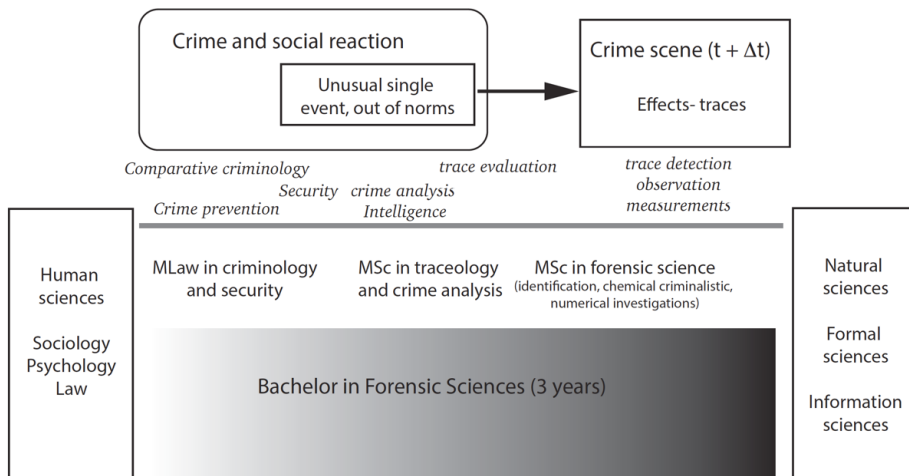 Crime and social reaction
Unusual single
event, out of norms
Crime scene (t + Δt)
Effects- traces
Comparative criminology
Security
Crime prevention
crime analysis
Intelligence
trace evaluation
trace detection
observation
measurements
Human
sciences
Sociology
Psychology
Law
MLaw in criminology
and security
MSc in traceology
and crime analysis
MSc in forensic science
(identification, chemical criminalistic,
numerical investigations)
Bachelor in Forensic Sciences (3 years)
Natural
sciences
Formal
sciences
Information
sciences